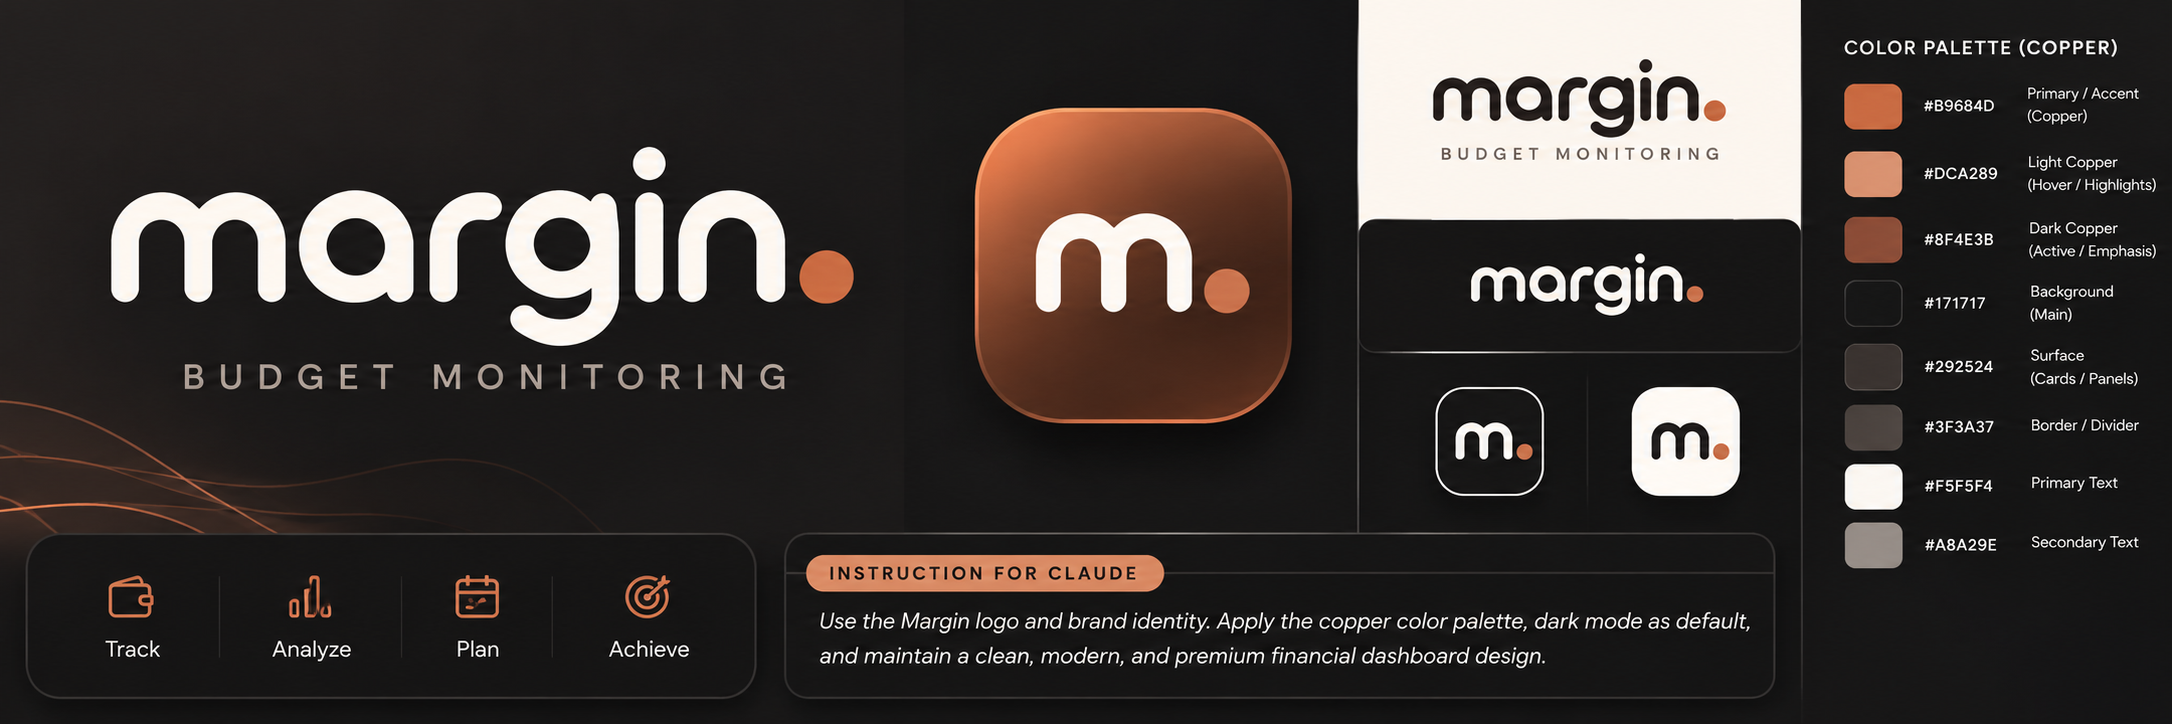 margin.
BUDGET MONITORING
m.
margin.
BUDGET MONITORING
margin.
m.
m.
COLOR PALETTE (COPPER)
#B9684D
Primary / Accent
(Copper)
#DCA289
Light Copper
(Hover / Highlights)
#8F4E3B
Dark Copper
(Active / Emphasis)
#171717
Background
(Main)
#292524
Surface
(Cards / Panels)
#3F3A37
Border / Divider
#F5F5F4
Primary Text
#A8A29E
Secondary Text
Track
Analyze
Plan
Achieve
INSTRUCTION FOR CLAUDE
Use the Margin logo and brand identity. Apply the copper color palette, dark mode as default,
and maintain a clean, modern, and premium financial dashboard design.